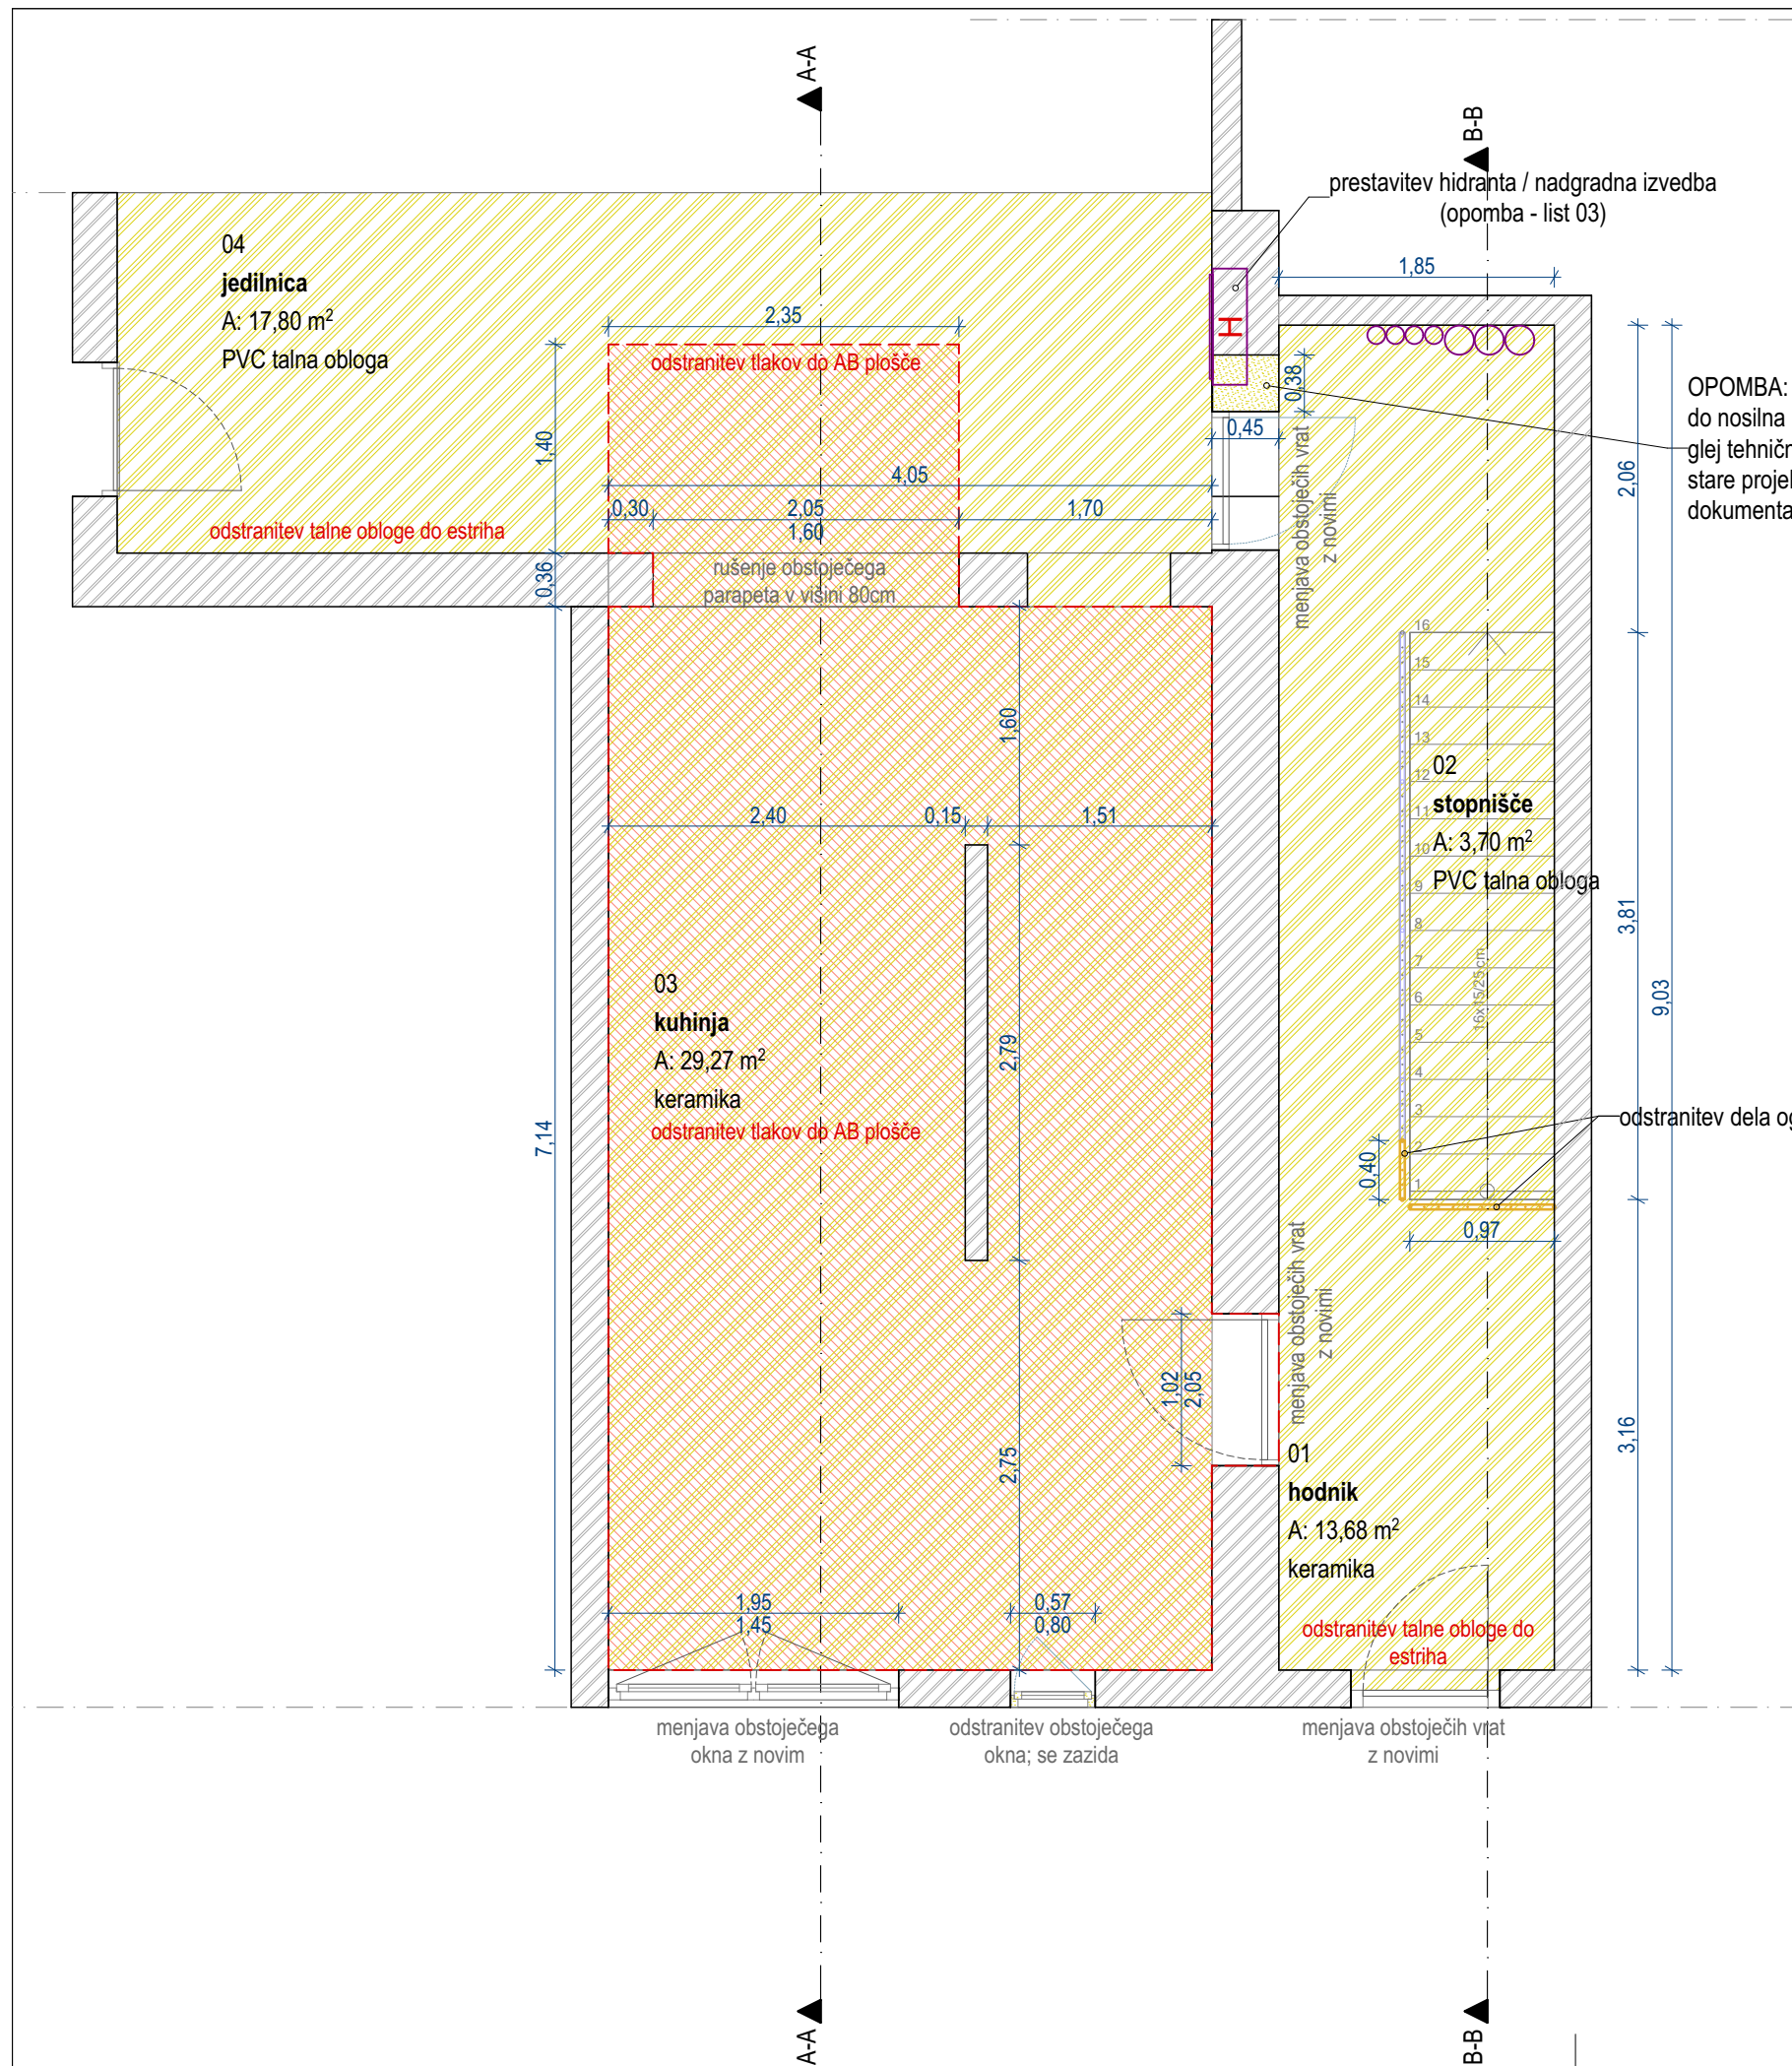 A-A
B-B
prestavitev hidranta / nadgradna izvedba
(opomba - list 03)
04
jedilnica
A: 17,80 m²
PVC talna obloga
1,85
2,35
odstranitev tlakov do AB plošče
H
0,38
OPOMBA:
do nosilna
glej tehničn
stare projek
dokumenta
0,45
menjava obstoječih vrat
z novimi
1,40
4,05
2,06
0,30
2,05
1,60
1,70
odstranitev talne obloge do estriha
0,36
rušenje obstoječega
parapeta v višini 80cm
16
15
14
13
12
11
10
9
8
7
6
5
4
3
2
1
1,60
02
stopnišče
A: 3,70 m²
PVC talna obloga
2,40
0,15
1,51
3,81
9,03
16x15/25 cm
03
kuhinja
A: 29,27 m²
keramika
odstranitev tlakov do AB plošče
2,79
7,14
odstranitev dela og
0,40
0,97
menjava obstoječih vrat
z novimi
1,02
2,05
2,75
3,16
01
hodnik
A: 13,68 m²
keramika
1,95
1,45
0,57
0,80
odstranitev talne obloge do
estriha
menjava obstoječega
okna z novim
odstranitev obstoječega
okna; se zazida
menjava obstoječih vrat
z novimi
A-A
B-B